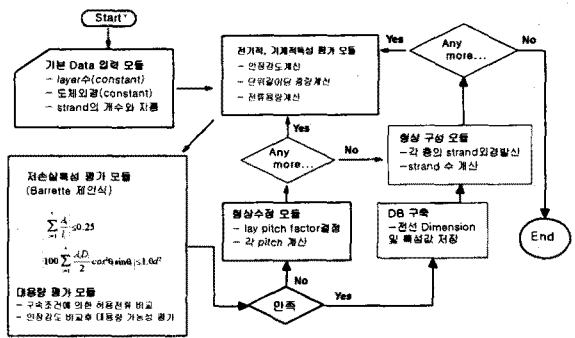 Start
기본 Data 입력 모듈
- layer수(constant)
- 도체외경(constant)
- strand의 개수와 지름
전기적, 기계적특성 평가 모듈
- 인장강도계산
- 단위길이당 중량계산
- 전류용량계산
Yes
Any
more...
No
Yes
Any
more...
No
형상 구성 모듈
-각 층의 strand외경발산
-strand 수 계산
저손실특성 평가 모듈
(Barrette 제안식)
≤0.25
대용량 평가 모듈
- 구속조건에 의한 허용전류 비교
- 인장강도 비교후 대용량 가능성 평가
형상수정 모듈
- lay pitch factor결정
- 각 pitch 계산
DB 구축
-전선 Dimension
및 특성값 저장
No
만족
Yes
End